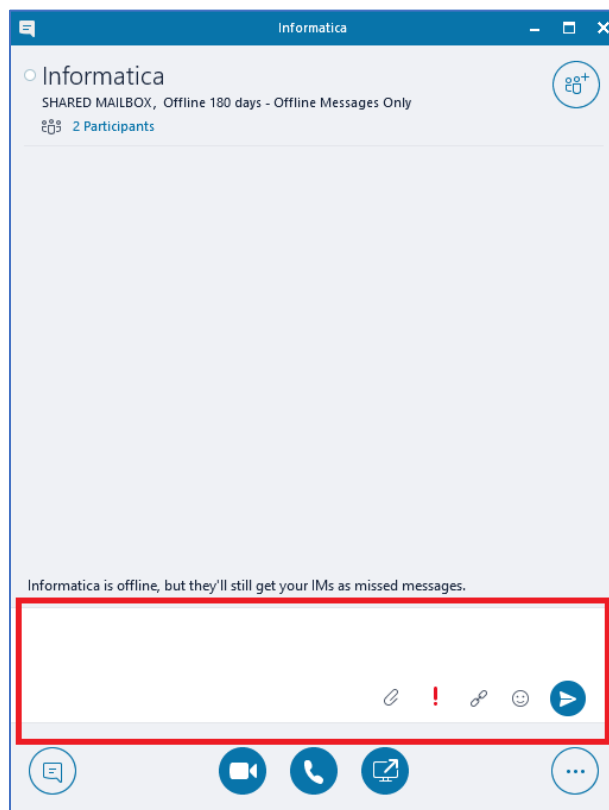 Informatica
Informatica
SHARED MAILBOX, Offline 180 days - Offline Messages Only
2 Participants
Informatica is offline, but they'll still get your IMs as missed messages.